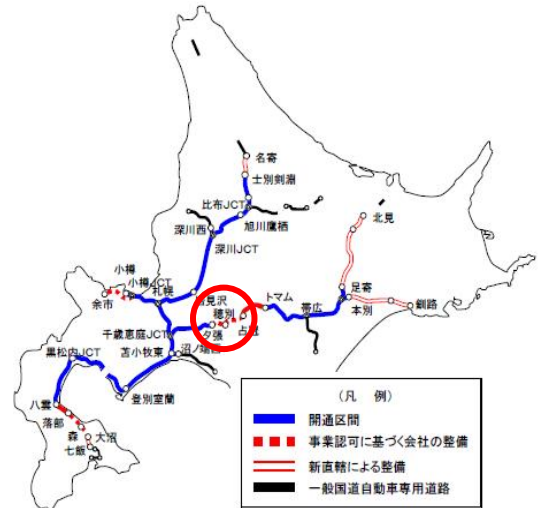 名寄
士別剣淵
比布JCT
旭川鷹栖
深川西
深川JCT
北見
小樽
小樽JCT
余市
札幌
岩見沢
穂別
トマム
足寄
本別
釧路
帯広
占冠
夕張
千歳恵庭JCT
黒松内JCT
苫小牧東
沼ノ端西
登別室蘭
八雲
落部
森
大沼
七飯
(凡 例)
開通区間
事業認可に基づく会社の整備
新直轄による整備
一般国道自動車専用道路